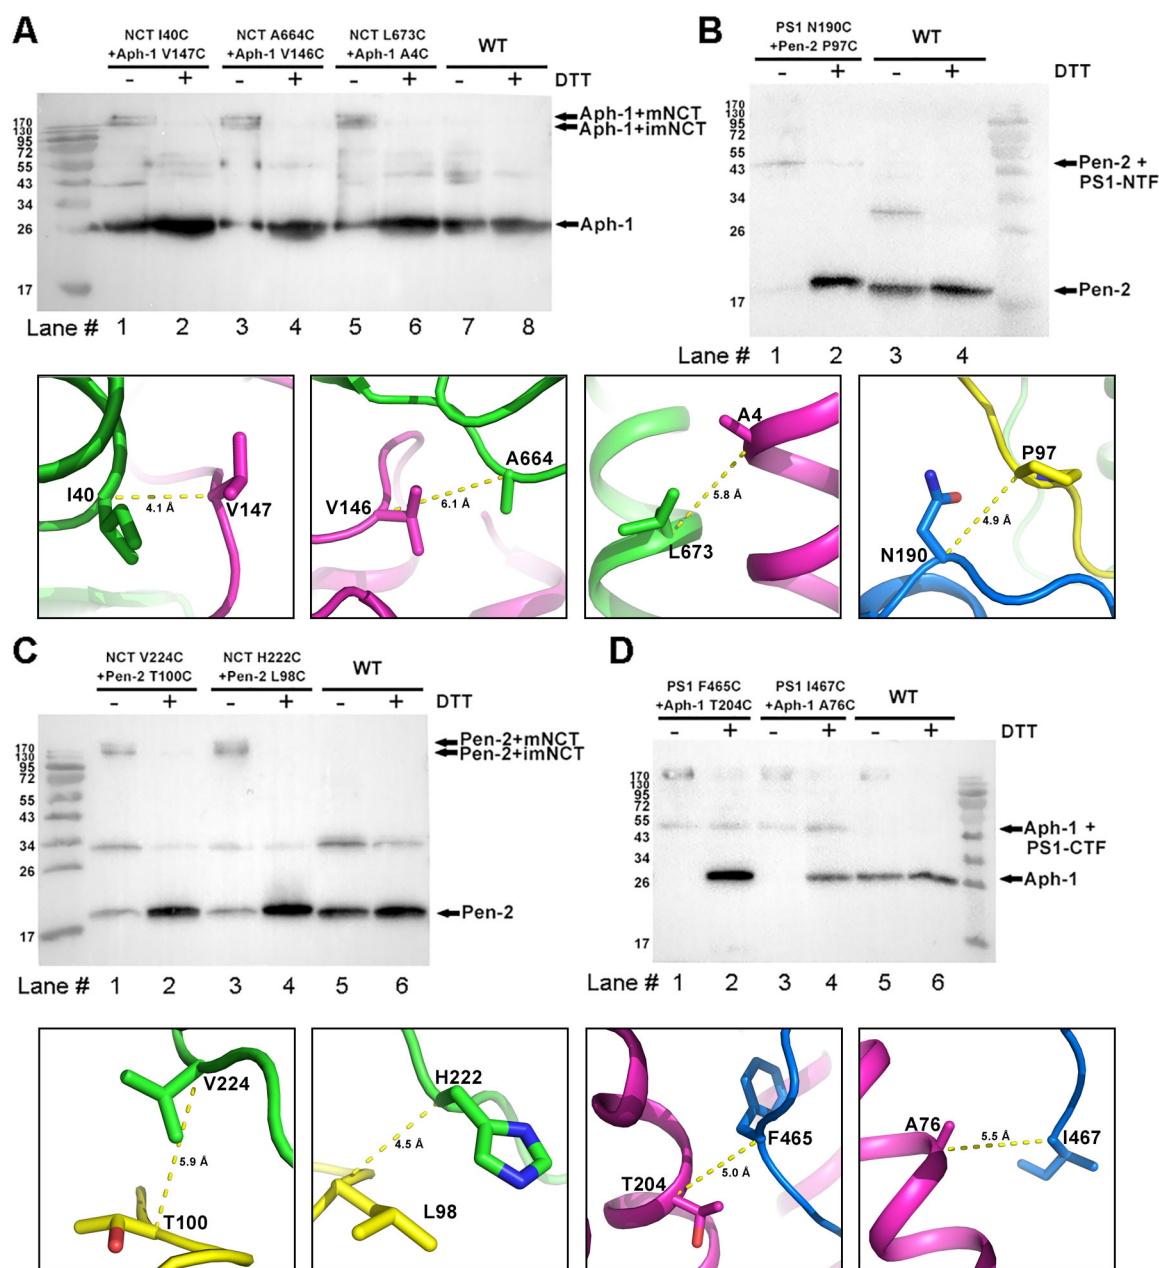 A
NCT I40C
+Aph-1 V147C
NCT A664C
+Aph-1 V146C
NCT L673C
+Aph-1 A4C
WT
- + - + - + - + DTT
170
130
95
72
55
43
34
26
17
Aph-1+mNCT
Aph-1+imNCT
Aph-1
Lane # 1 2 3 4 5 6 7 8
B
PS1 N190C
+Pen-2 P97C
WT
- + - + DTT
170
130
95
72
55
43
34
26
17
Pen-2 +
PS1-NTF
Pen-2
Lane # 1 2 3 4
I40
4.1 Å
V147
V146
6.1 Å
A664
A4
5.8 Å
L673
P97
4.9 Å
N190
C
NCT V224C
+Pen-2 T100C
NCT H222C
+Pen-2 L98C
WT
- + - + - + DTT
170
130
95
72
55
43
34
26
17
Pen-2+mNCT
Pen-2+imNCT
Pen-2
Lane # 1 2 3 4 5 6
D
PS1 F465C
+Aph-1 T204C
PS1 I467C
+Aph-1 A76C
WT
- + - + - + DTT
170
130
95
72
55
43
34
26
17
Aph-1 +
PS1-CTF
Aph-1
Lane # 1 2 3 4 5 6
V224
5.9 Å
T100
H222
4.5 Å
L98
F465
5.0 Å
T204
A76
5.5 Å
I467